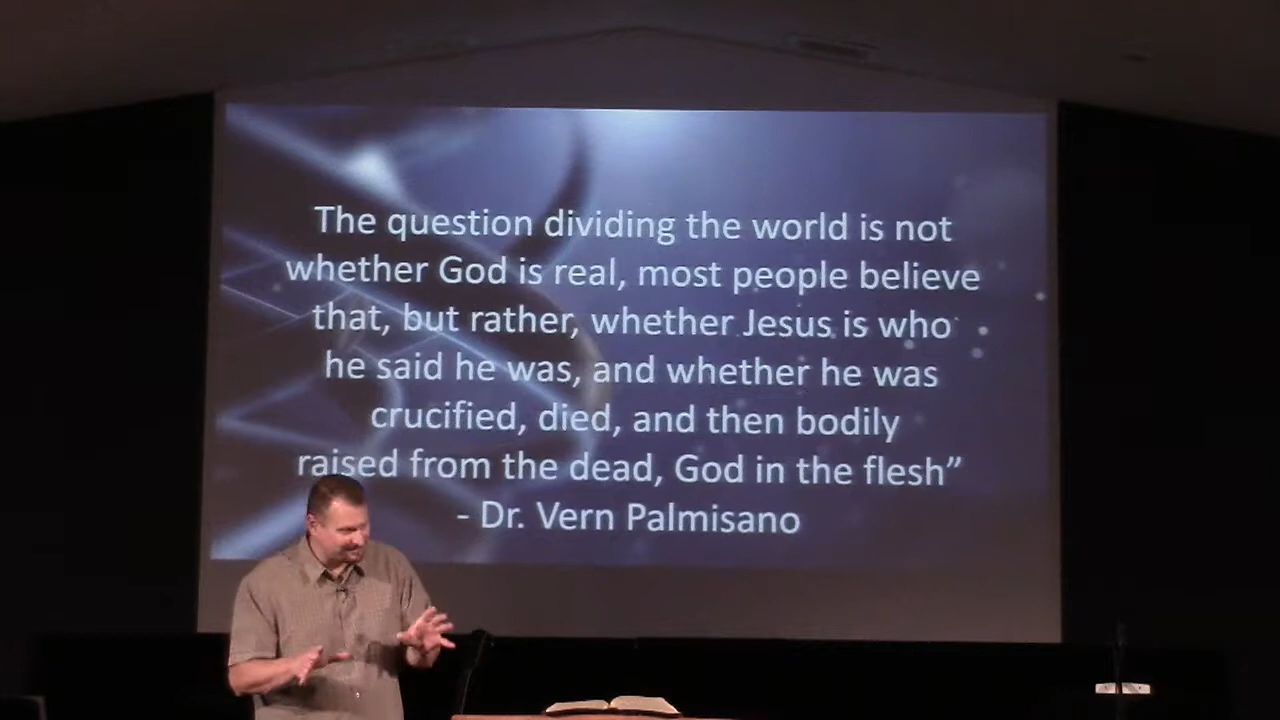 The question dividing the world is not
whether God is real, most people believe
that, but rather, whether Jesus is who
he said he was, and whether he was
crucified, died, and then bodily
raised from the dead, God in the flesh”
- Dr. Vern Palmisano